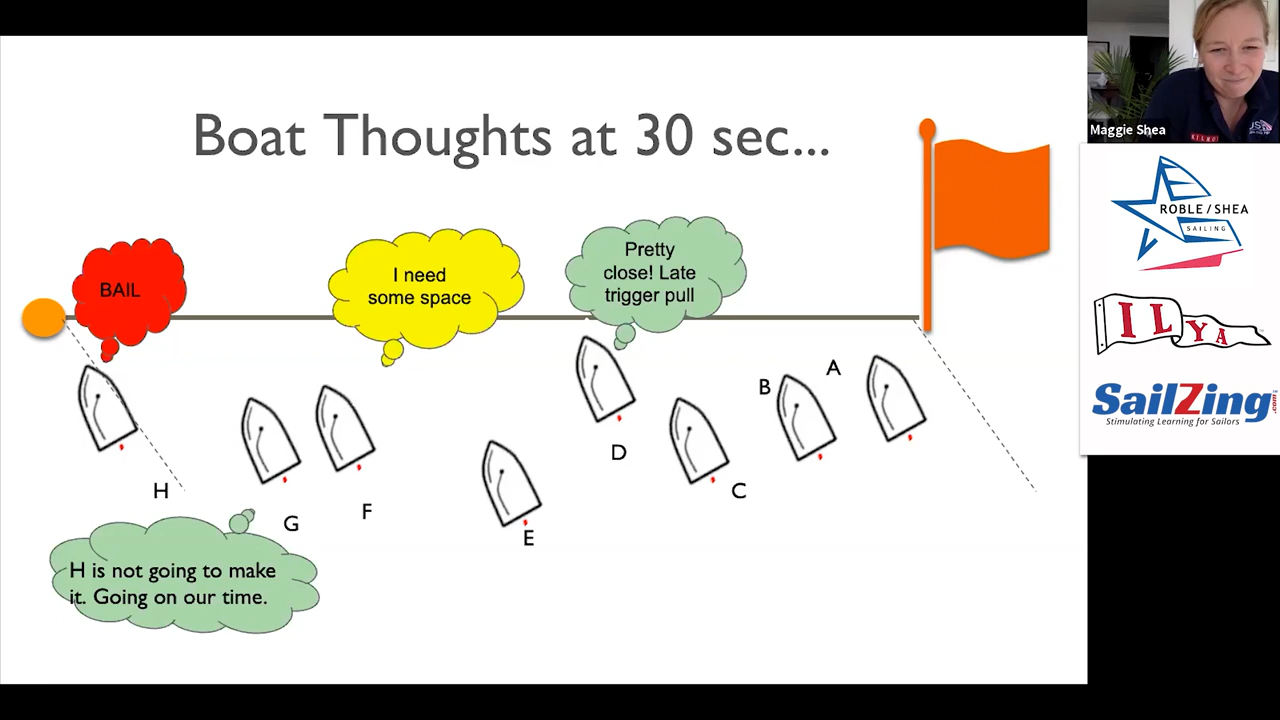 Boat Thoughts at 30 sec...
Maggie Shea
ROBLE / SHEA
SAILING
ILYA
SailZing
.com
Stimulating Learning for Sailors
BAIL
I need
some space
Pretty
close! Late
trigger pull
A
B
C
D
E
F
G
H
H is not going to make
it. Going on our time.